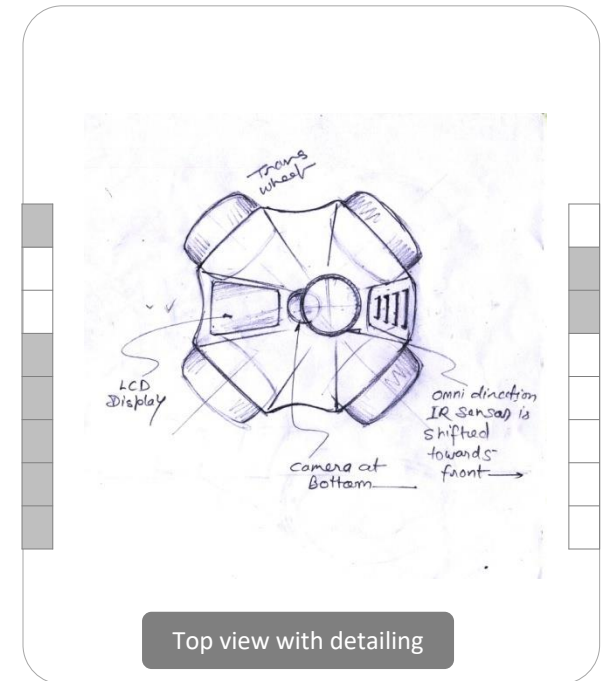 Trans
wheel
LCD
Display
camera at
Bottom
omni direction
IR Sensor is
shifted
towards
front
Top view with detailing